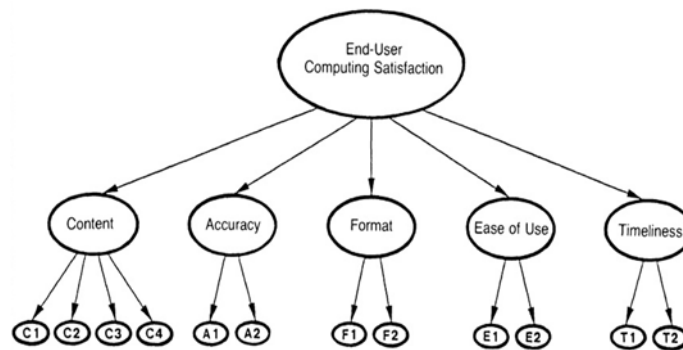 End-User
Computing Satisfaction
Content Accuracy Format Ease of Use Timeliness
C1 C2 C3 C4 A1 A2 F1 F2 E1 E2 T1 T2